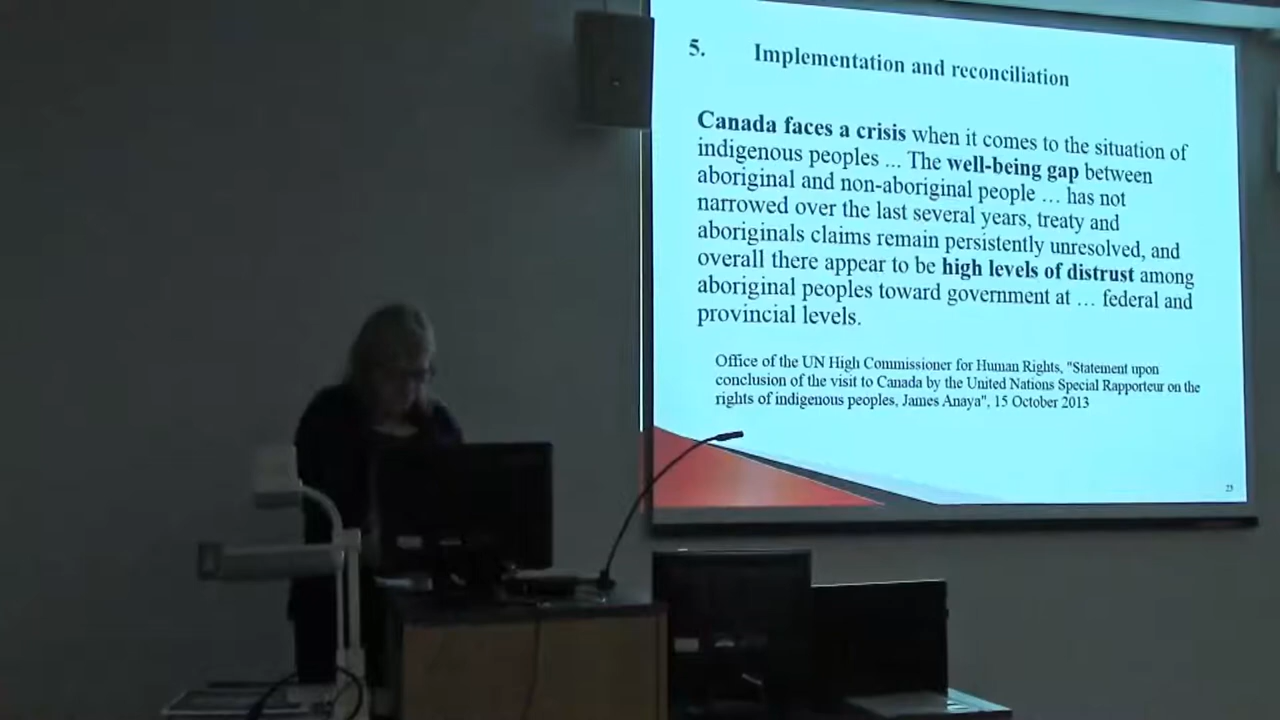 5. Implementation and reconciliation
Canada faces a crisis when it comes to the situation of
indigenous peoples ... The well-being gap between
aboriginal and non-aboriginal people … has not
narrowed over the last several years, treaty and
aboriginals claims remain persistently unresolved, and
overall there appear to be high levels of distrust among
aboriginal peoples toward government at … federal and
provincial levels.
Office of the UN High Commissioner for Human Rights, "Statement upon
conclusion of the visit to Canada by the United Nations Special Rapporteur on the
rights of indigenous peoples, James Anaya", 15 October 2013